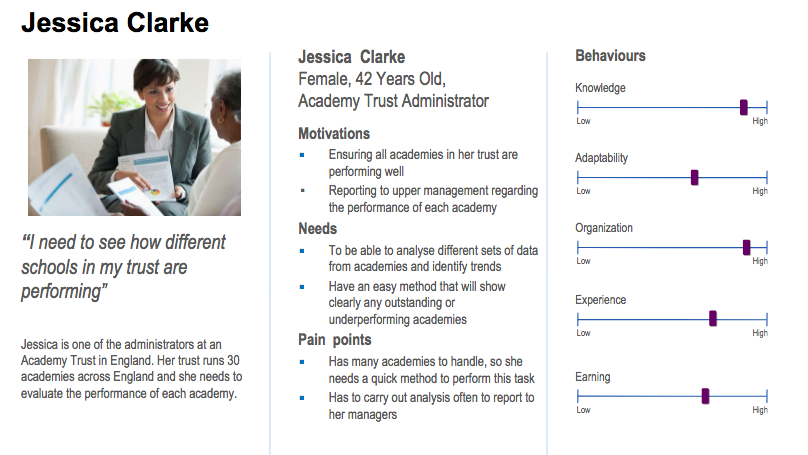 Jessica Clarke
“I need to see how different
schools in my trust are
performing”
Jessica is one of the administrators at an
Academy Trust in England. Her trust runs 30
academies across England and she needs to
evaluate the performance of each academy.
Jessica Clarke
Female, 42 Years Old,
Academy Trust Administrator
Motivations
▪ Ensuring all academies in her trust are
performing well
▪ Reporting to upper management regarding
the performance of each academy
Needs
▪ To be able to analyse different sets of data
from academies and identify trends
▪ Have an easy method that will show
clearly any outstanding or
underperforming academies
Pain points
▪ Has many academies to handle, so she
needs a quick method to perform this task
▪ Has to carry out analysis often to report to
her managers
Behaviours
Knowledge
Low High
Adaptability
Low High
Organization
Low High
Experience
Low High
Earning
Low High